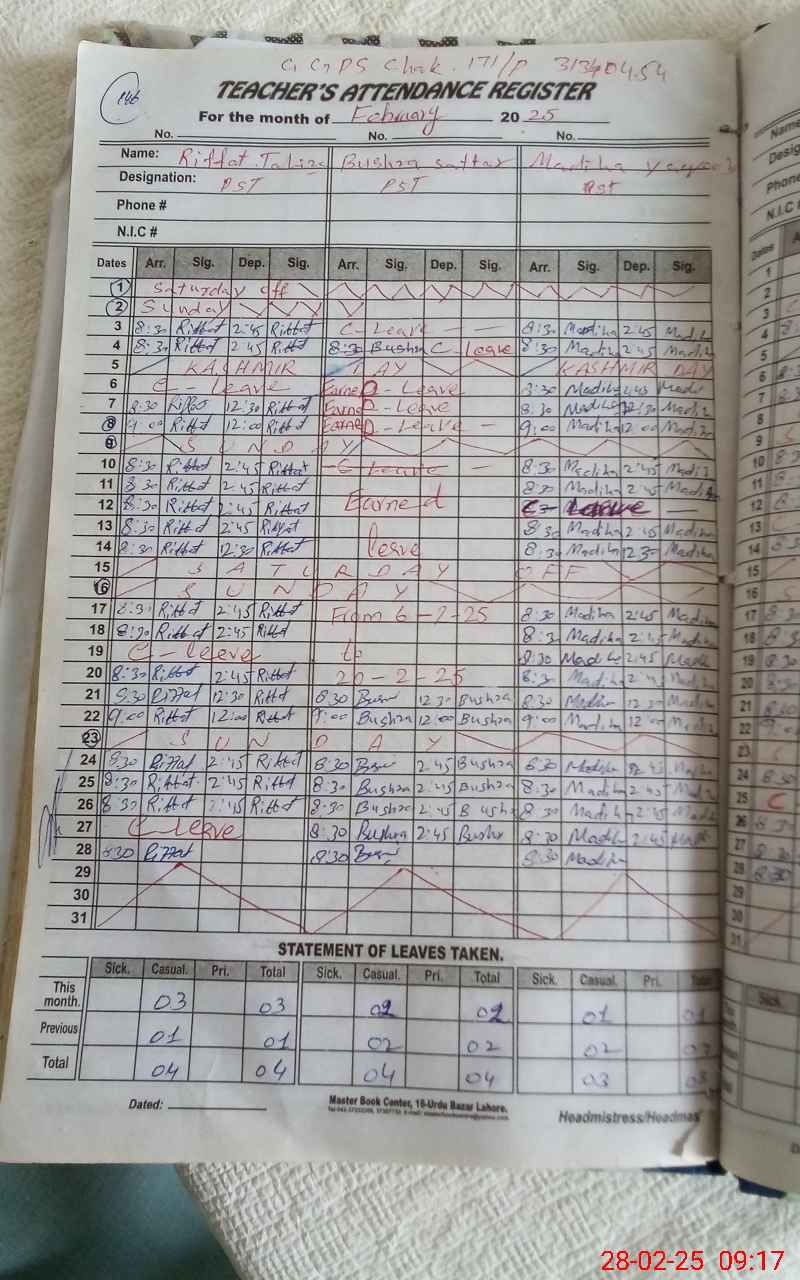 G G P S Chak. 171/P 31340454
146
TEACHER'S ATTENDANCE REGISTER
For the month of February 2025
No. No. No.
Name: Riffat Bushra Sattar Madiha
Designation: PST PST PST
Phone #
N.I.C #
Dates Arr. Sig. Dep. Sig. Arr. Sig. Dep. Sig. Arr. Sig. Dep. Sig.
1 Saturday off
2 Sunday
3 8:30 Riffat 2:45 Riffat C-Leave 8:30 Madiha 2:45 Madiha
4 8:30 Riffat 2:45 Riffat 8:30 Bushra C-Leave 8:30 Madiha 2:45 Madiha
5 KASHMIR DAY KASHMIR DAY
6 C-leave Earned-Leave 8:30 Madiha 2:45 Madi
7 8:30 Riffat 12:30 Riffat Earned-Leave 8:30 Madiha 12:30 Madiha
8 9:00 Riffat 12:00 Riffat Earned-Leave 9:00 Madiha 12:00 Madiha
9 SUNDAY
10 8:30 Riffat 2:45 Riffat C-Leave 8:30 Madiha 2:45 Madiha
11 8:30 Riffat 2:45 Riffat 8:30 Madiha 2:45 Madiha
12 8:30 Riffat 2:45 Riffat Earned C-Leave
13 8:30 Riffat 2:45 Riffat 8:30 Madiha 2:45 Madiha
14 8:30 Riffat 12:30 Riffat leave 8:30 Madiha 12:30 Madiha
15 SATURDAY OFF
16 SUNDAY
17 8:30 Riffat 2:45 Riffat From 6-2-25 8:30 Madiha 2:45 Madiha
18 8:30 Riffat 2:45 Riffat 8:30 Madiha 2:45 Madiha
19 C-leave to 8:30 Madiha 2:45 Madiha
20 8:30 Riffat 2:45 Riffat 20-2-25 8:30 Madiha 2:45 Madiha
21 8:30 Riffat 12:30 Riffat 8:30 12:30 Bushra 8:30 Madiha 12:30 Madiha
22 9:00 Riffat 12:00 Riffat 9:00 Bushra 12:00 Bushra 9:00 Madiha 12:00 Madiha
23 SUNDAY
24 8:30 Riffat 2:45 Riffat 8:30 2:45 Bushra 8:30 Madiha 2:45 Madiha
25 8:30 Riffat 2:45 Riffat 8:30 Bushra 2:45 Bushra 8:30 Madiha 2:45 Madiha
26 8:30 Riffat 2:45 Riffat 8:30 Bushra 2:45 Bushra 8:30 Madiha 2:45 Madiha
27 C-Leave 8:30 Bushra 2:45 Bushr 8:30 Madiha 2:45 Madi
28 8:30 Riffat 8:30 8:30 Madiha
29
30
31
STATEMENT OF LEAVES TAKEN.
Sick. Casual. Pri. Total Sick. Casual. Pri. Total Sick. Casual. Pri. Total
This month. 03 03 02 02 01 01
Previous 01 01 02 02 02 02
Total 04 04 04 04 03 03
Dated:
Master Book Center, 16-Urdu Bazar Lahore.
Headmistress/Headmas
28-02-25 09:17